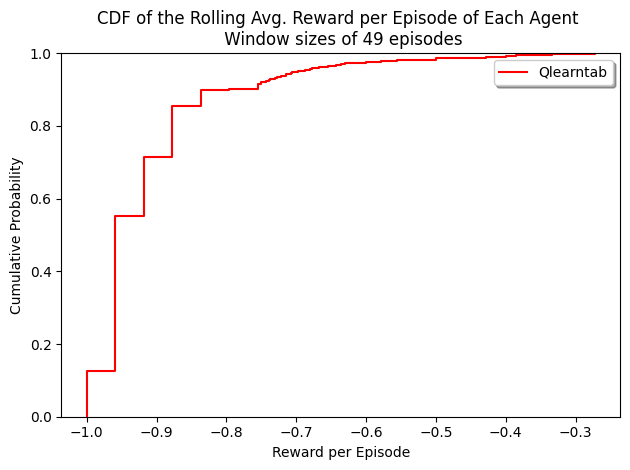 CDF of the Rolling Avg. Reward per Episode of Each Agent
Window sizes of 49 episodes
1.0
Qlearntab
0.8
0.6
0.4
0.2
0.0
Cumulative Probability
−1.0 −0.9 −0.8 −0.7 −0.6 −0.5 −0.4 −0.3
Reward per Episode